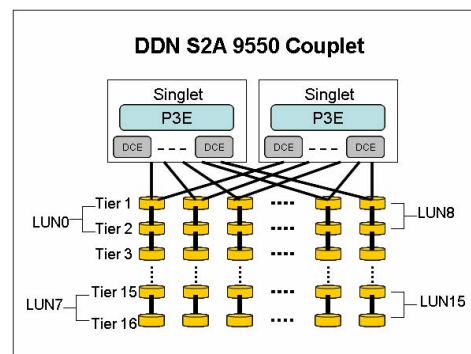 DDN S2A 9550 Couplet
Singlet
Singlet
P3E
P3E
DCE
DCE
DCE
DCE
Tier 1
LUN0
LUN8
Tier 2
Tier 3
Tier 15
LUN7
LUN15
Tier 16